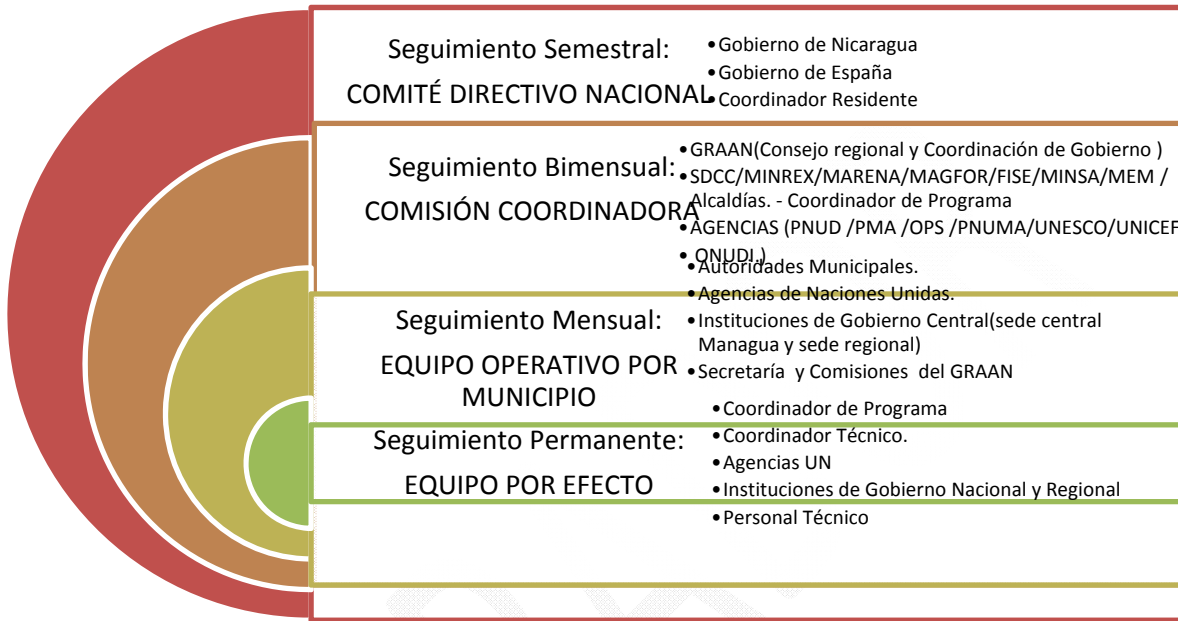 Seguimiento Semestral:
COMITÉ DIRECTIVO NACIONAL
•Gobierno de Nicaragua
•Gobierno de España
•Coordinador Residente
Seguimiento Bimensual:
COMISIÓN COORDINADORA
•GRAAN(Consejo regional y Coordinación de Gobierno )
•SDCC/MINREX/MARENA/MAGFOR/FISE/MINSA/MEM /
Alcaldías. - Coordinador de Programa
•AGENCIAS (PNUD /PMA /OPS /PNUMA/UNESCO/UNICEF
• ONUDI.)
Seguimiento Mensual:
EQUIPO OPERATIVO POR
MUNICIPIO
•Autoridades Municipales.
•Agencias de Naciones Unidas.
•Instituciones de Gobierno Central(sede central
Managua y sede regional)
•Secretaría y Comisiones del GRAAN
Seguimiento Permanente:
EQUIPO POR EFECTO
•Coordinador de Programa
•Coordinador Técnico.
•Agencias UN
•Instituciones de Gobierno Nacional y Regional
•Personal Técnico